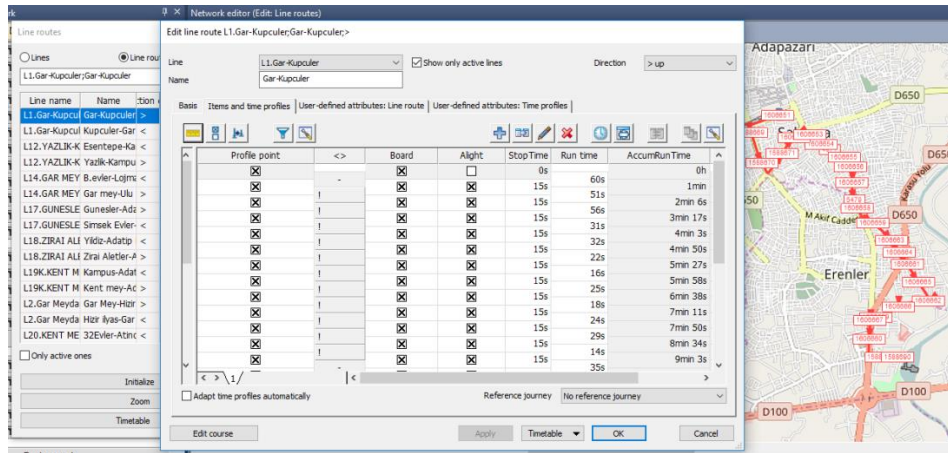 rk
Network editor (Edit: Line routes)
Line routes
Lines
Line rou
L1.Gar-Kupculer;Gar-Kupculer
Line name Name
L1.Gar-Kupcul Gar-Kupculer >
L1.Gar-Kupcul Kupculer-Gar <
L12.YAZLIK-K Esentepe-Ka <
L12.YAZLIK-K Yazlik-Kampu >
L14.GAR MEY B.evler-Lojma <
L14.GAR MEY Gar mey-Ulu >
L17.GUNESLE Gunesler-Ada >
L17.GUNESLE Simsek Evler- <
L18.ZIRAI ALE Yildiz-Adatip <
L18.ZIRAI ALE Zirai Aletler-A >
L19K.KENT M Kampus-Adat <
L19K.KENT M Kent mey-Ad >
L2.Gar Meyda Gar Mey-Hizir >
L2.Gar Meyda Hizir ilyas-Gar <
L20.KENT ME 32Evler-Atinc <
Only active ones
Initialize
Zoom
Timetable
Edit line route L1.Gar-Kupculer;Gar-Kupculer;>
Line L1.Gar-Kupculer Show only active lines Direction > up
Name Gar-Kupculer
Basis Items and time profiles User-defined attributes: Line route User-defined attributes: Time profiles
Profile point <> Board Alight StopTime Run time AccumRunTime
0s 0h
- 60s
15s 1min
! 51s
15s 2min 6s
! 56s
15s 3min 17s
! 31s
15s 4min 3s
! 32s
15s 4min 50s
! 22s
15s 5min 27s
! 16s
15s 5min 58s
! 25s
15s 6min 38s
! 18s
15s 7min 11s
! 24s
15s 7min 50s
! 29s
15s 8min 34s
! 14s
15s 9min 3s
- 35s
1
Adapt time profiles automatically Reference journey No reference journey
Edit course Apply Timetable OK Cancel
Adapazarı
D650
D650
Karasu Yolu
M Akif Cadde
Erenler
D100
D100